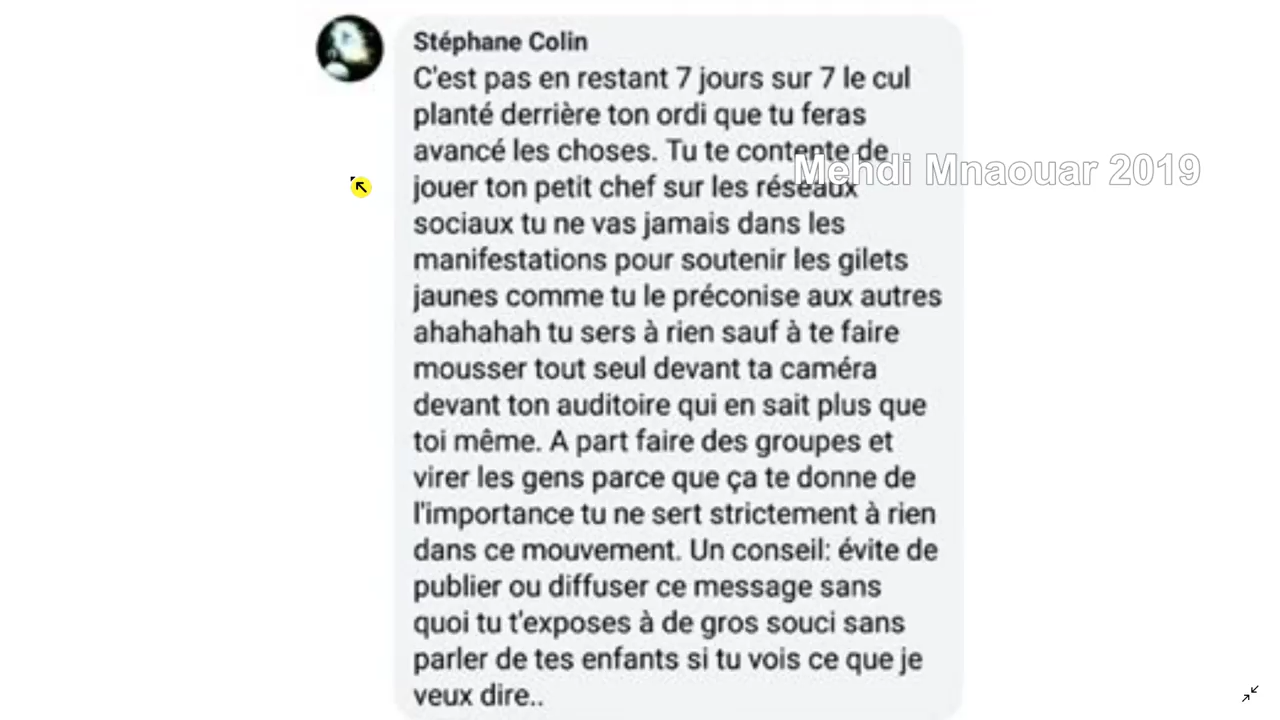 Stéphane Colin
C'est pas en restant 7 jours sur 7 le cul
planté derrière ton ordi que tu feras
avancé les choses. Tu te contente de
Mehdi Mnaouar 2019
jouer ton petit chef sur les réseaux
sociaux tu ne vas jamais dans les
manifestations pour soutenir les gilets
jaunes comme tu le préconise aux autres
ahahahah tu sers à rien sauf à te faire
mousser tout seul devant ta caméra
devant ton auditoire qui en sait plus que
toi même. A part faire des groupes et
virer les gens parce que ça te donne de
l'importance tu ne sert strictement à rien
dans ce mouvement. Un conseil: évite de
publier ou diffuser ce message sans
quoi tu t'exposes à de gros souci sans
parler de tes enfants si tu vois ce que je
veux dire..